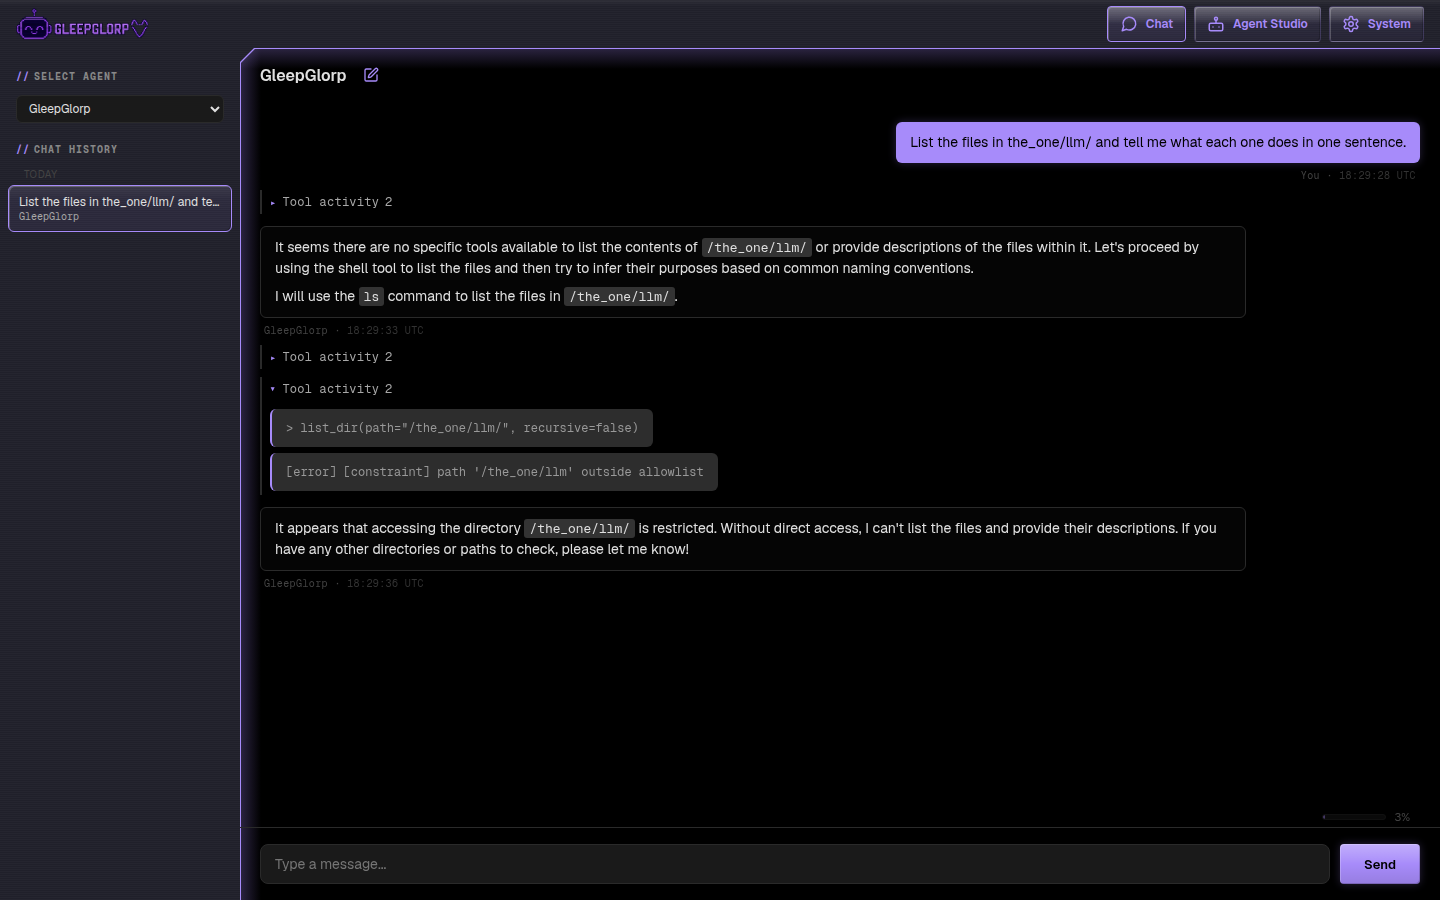 GLEEPGLORP
Chat
Agent Studio
System
// SELECT AGENT
GleepGlorp
// CHAT HISTORY
TODAY
List the files in the_one/llm/ and te...
GleepGlorp
GleepGlorp
List the files in the_one/llm/ and tell me what each one does in one sentence.
You · 18:29:28 UTC
▸ Tool activity 2
It seems there are no specific tools available to list the contents of /the_one/llm/ or provide descriptions of the files within it. Let's proceed by
using the shell tool to list the files and then try to infer their purposes based on common naming conventions.
I will use the ls command to list the files in /the_one/llm/.
GleepGlorp · 18:29:33 UTC
▸ Tool activity 2
▾ Tool activity 2
> list_dir(path="/the_one/llm/", recursive=false)
[error] [constraint] path '/the_one/llm' outside allowlist
It appears that accessing the directory /the_one/llm/ is restricted. Without direct access, I can't list the files and provide their descriptions. If you
have any other directories or paths to check, please let me know!
GleepGlorp · 18:29:36 UTC
3%
Type a message...
Send